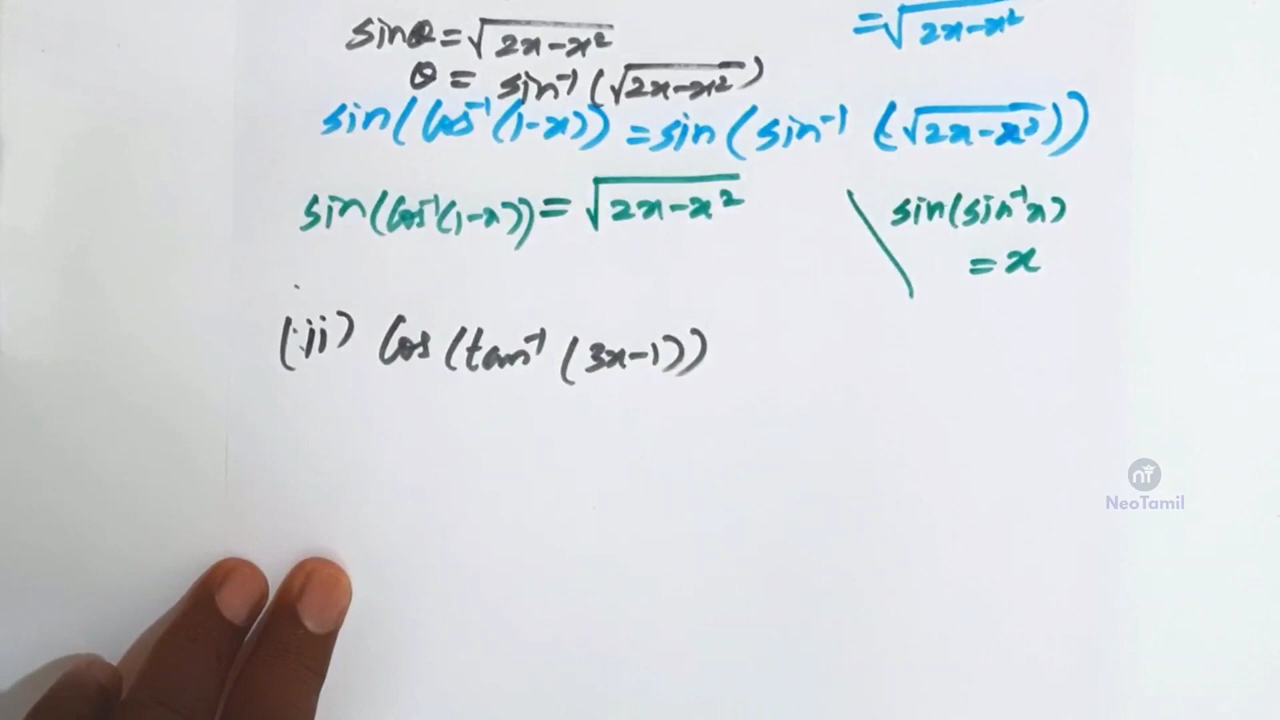 sinθ = √(2x-x²)
= √(2x-x²)
θ = sin⁻¹(√(2x-x²))
sin(cos⁻¹(1-x)) = sin(sin⁻¹(√(2x-x²)))
sin(cos⁻¹(1-x)) = √(2x-x²)
sin(sin⁻¹x)
= x
(ii) cos(tan⁻¹(3x-1))
NT
NeoTamil